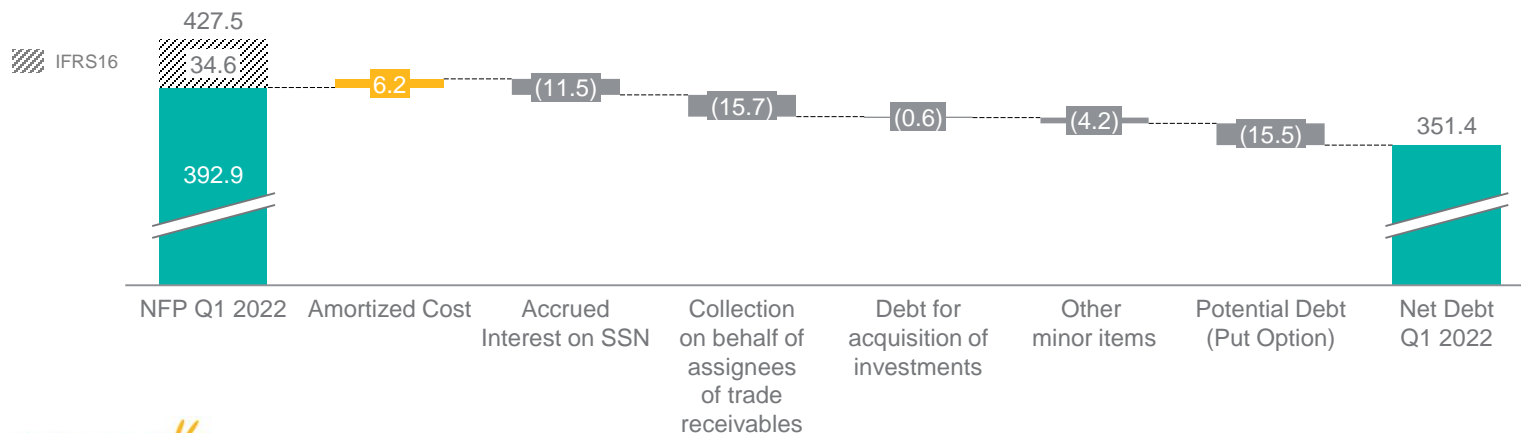 427.5
IFRS16
34.6
6.2
(11.5)
(15.7)
(0.6)
(4.2)
(15.5)
351.4
392.9
NFP Q1 2022
Amortized Cost
Accrued
Interest on SSN
Collection
on behalf of
assignees
of trade
receivables
Debt for
acquisition of
investments
Other
minor items
Potential Debt
(Put Option)
Net Debt
Q1 2022